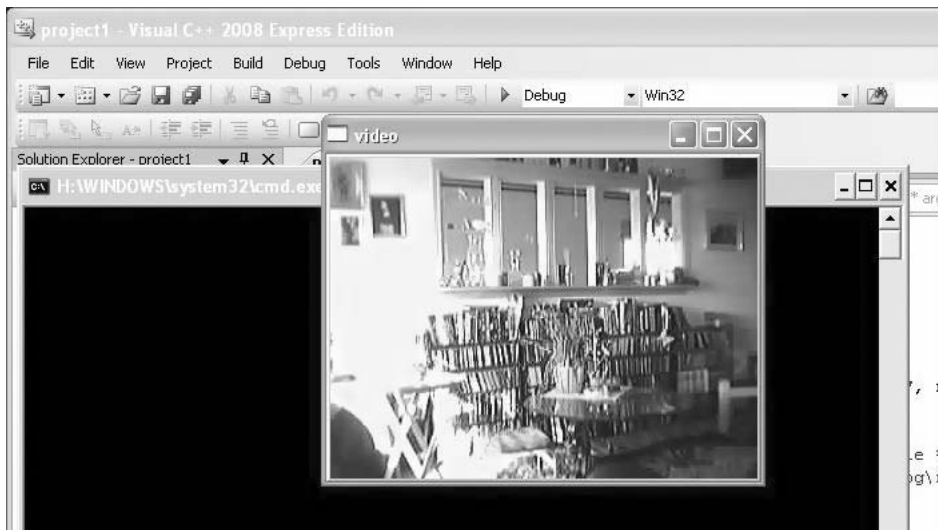 project1 - Visual C++ 2008 Express Edition
File Edit View Project Build Debug Tools Window Help
Debug Win32
Solution Explorer - project1
video
H:\WINDOWS\system32\cmd.exe